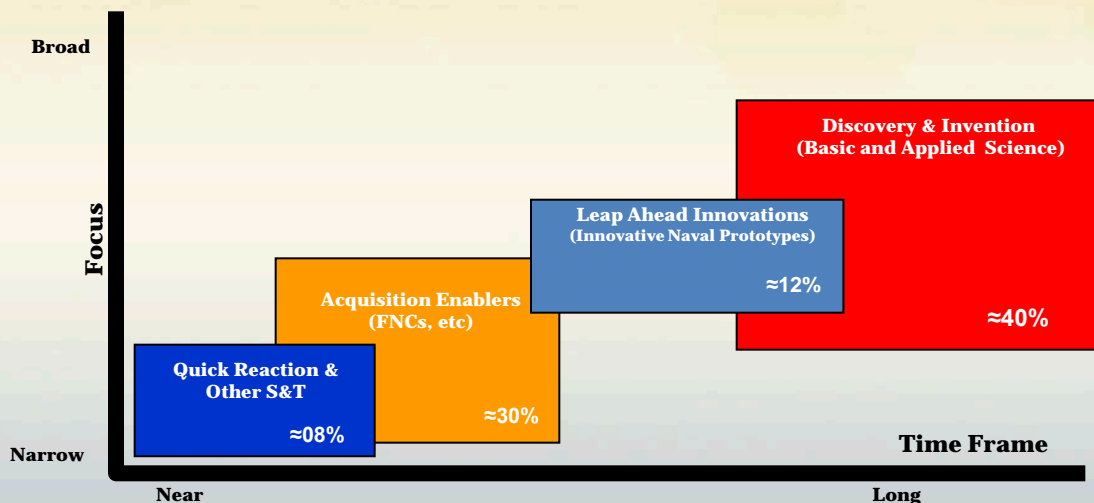 Broad
Focus
Narrow
Discovery & Invention
(Basic and Applied Science)
≈40%
Leap Ahead Innovations
(Innovative Naval Prototypes)
≈12%
Acquisition Enablers
(FNCs, etc)
≈30%
Quick Reaction &
Other S&T
≈08%
Time Frame
Near
Long